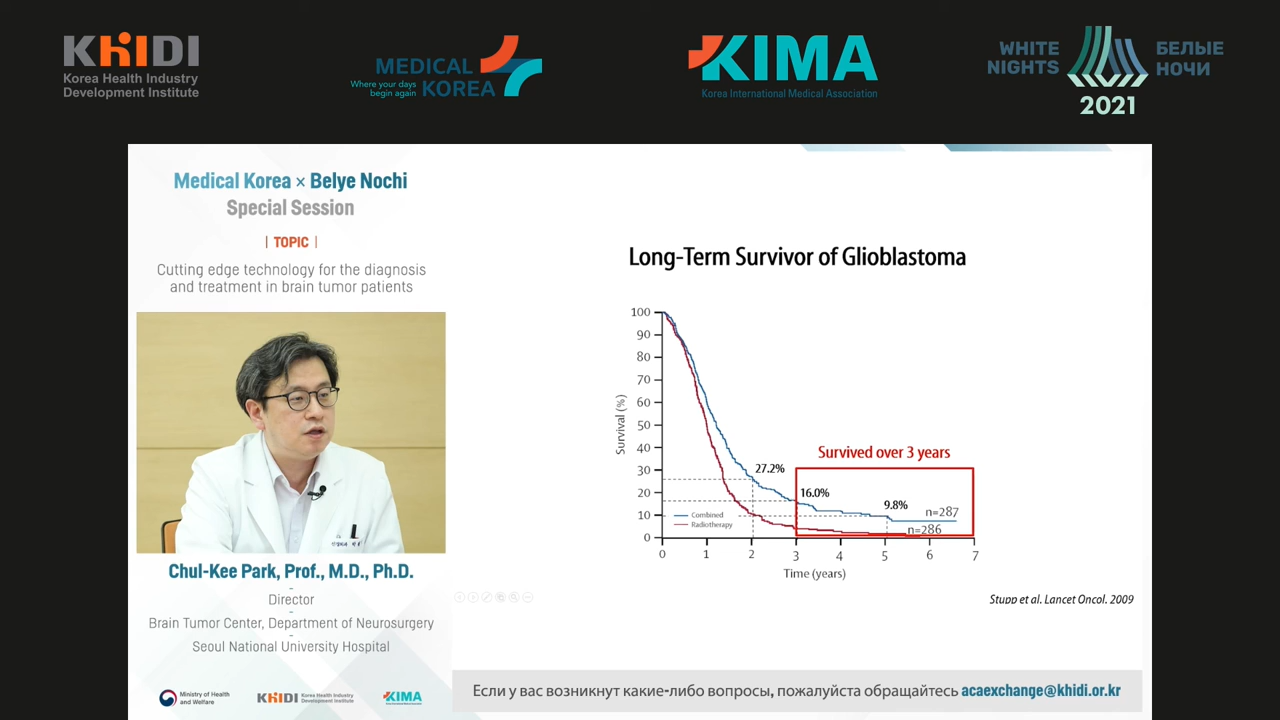 KHIDI
Korea Health Industry
Development Institute
MEDICAL
KOREA
Where your days
begin again
KIMA
Korea International Medical Association
WHITE
NIGHTS
БЕЛЫЕ
НОЧИ
2021
Medical Korea × Belye Nochi
Special Session
| TOPIC |
Cutting edge technology for the diagnosis
and treatment in brain tumor patients
Chul-Kee Park, Prof., M.D., Ph.D.
Director
Brain Tumor Center, Department of Neurosurgery
Seoul National University Hospital
Ministry of Health
and Welfare
KHIDI
Korea Health Industry
Development Institute
KIMA
Long-Term Survivor of Glioblastoma
Survival (%)
100
90
80
70
60
50
40
30
20
10
0
Survived over 3 years
27.2%
16.0%
9.8%
n=287
n=286
Combined
Radiotherapy
0 1 2 3 4 5 6 7
Time (years)
Stupp et al. Lancet Oncol. 2009
Если у вас возникнут какие-либо вопросы, пожалуйста обращайтесь acaexchange@khidi.or.kr